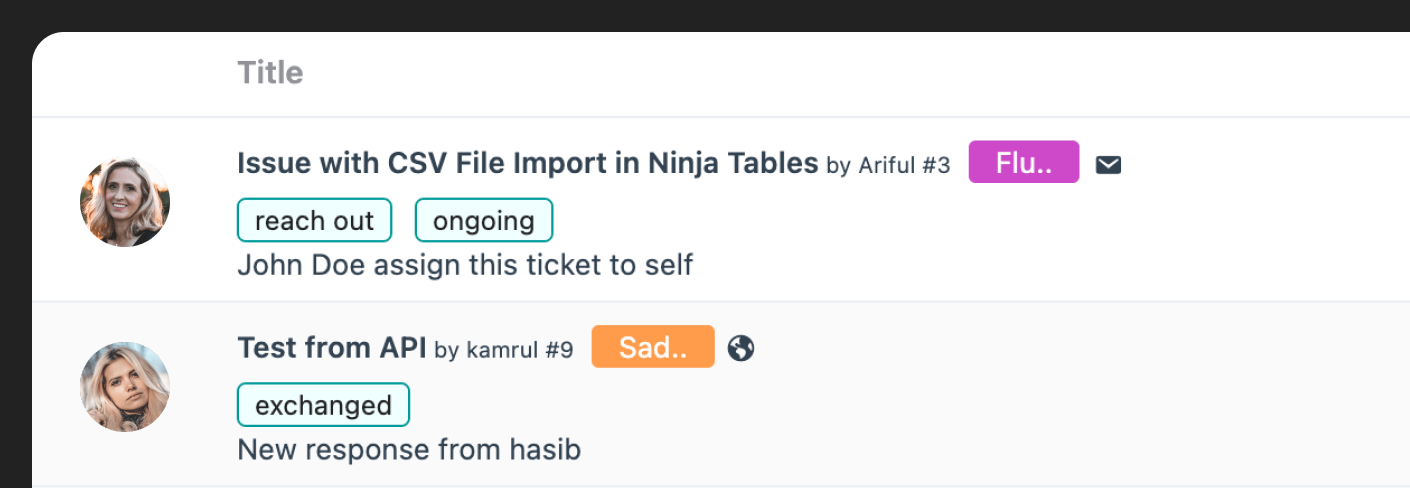 Title
Issue with CSV File Import in Ninja Tables by Ariful #3 Flu..
reach out ongoing
John Doe assign this ticket to self
Test from API by kamrul #9 Sad..
exchanged
New response from hasib